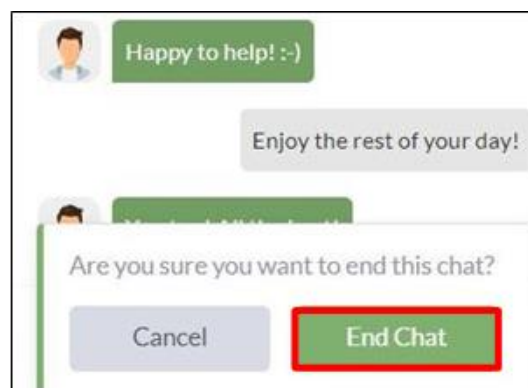 Happy to help! :-)
Enjoy the rest of your day!
Are you sure you want to end this chat?
Cancel
End Chat